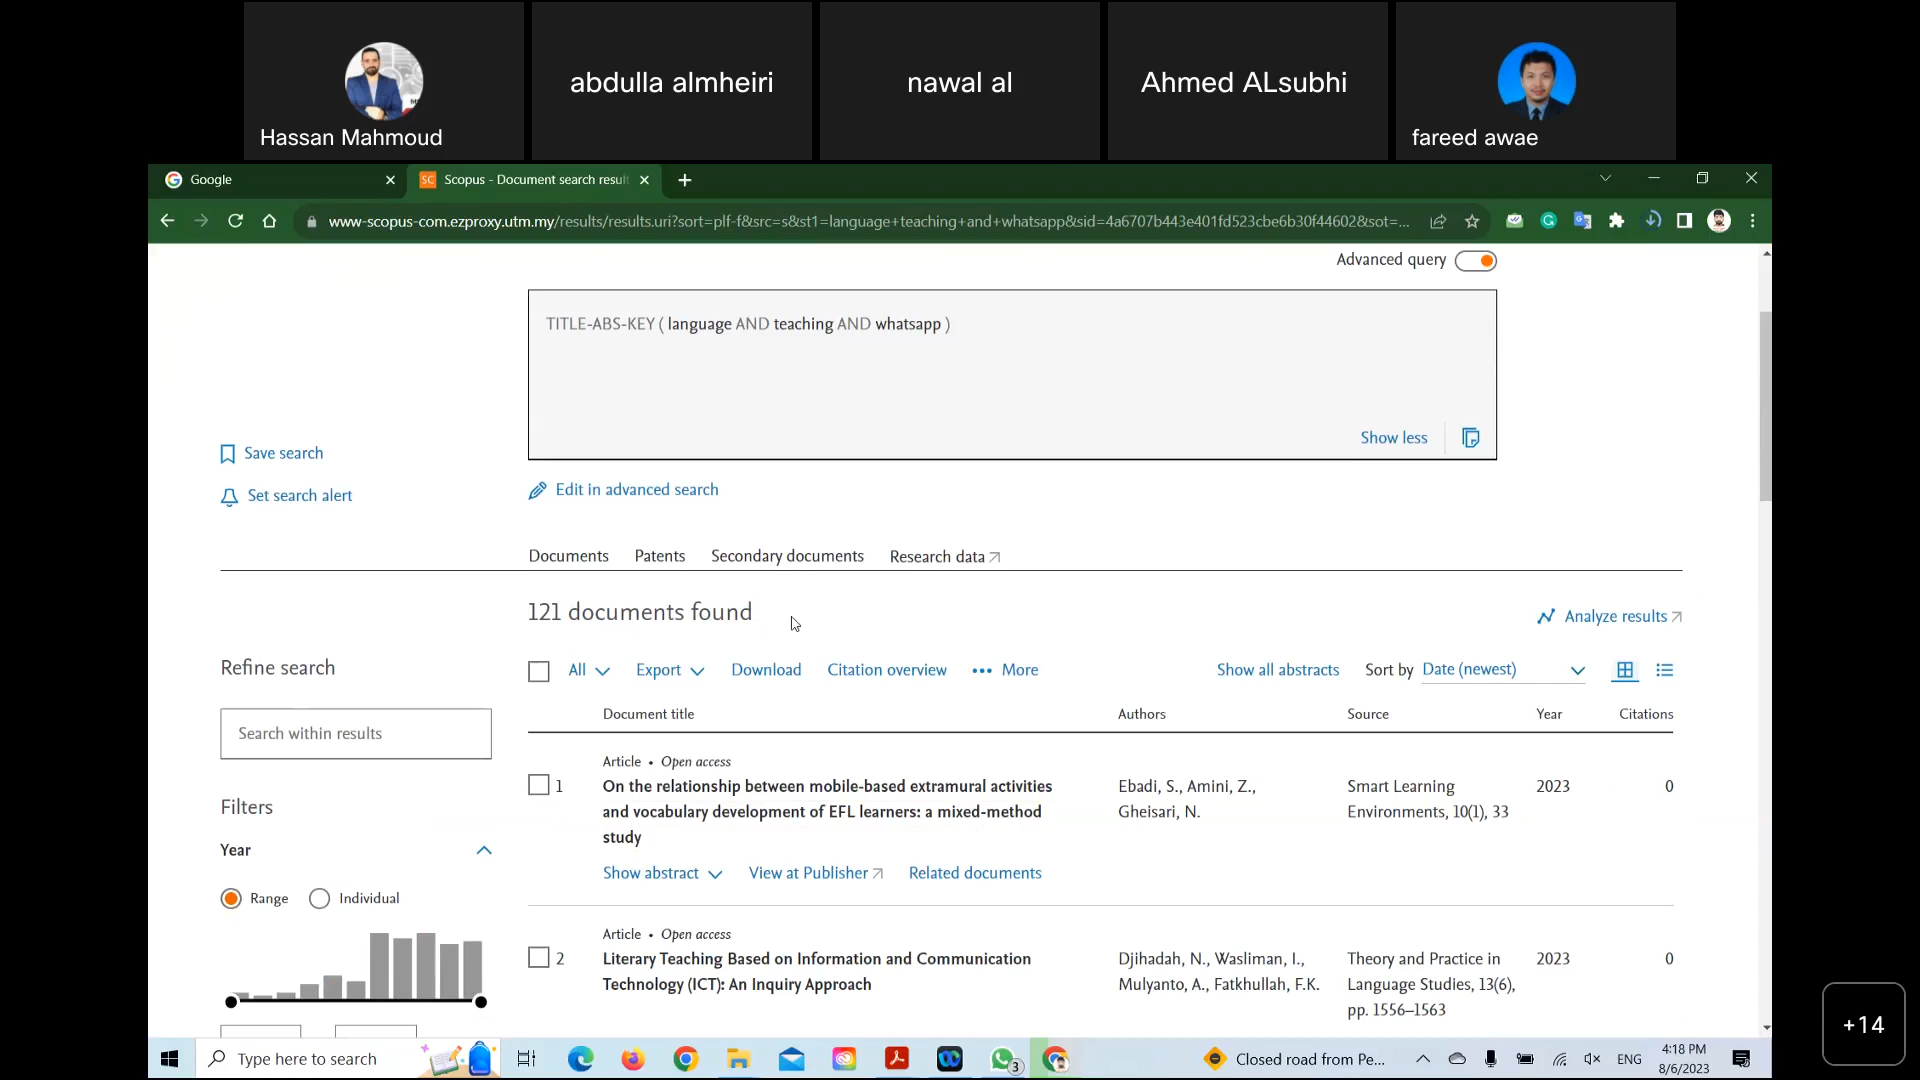 Hassan Mahmoud
abdulla almheiri
nawal al
Ahmed ALsubhi
fareed awae
Google
Scopus - Document search result
www-scopus-com.ezproxy.utm.my/results/results.uri?sort=plf-f&src=s&st1=language+teaching+and+whatsapp&sid=4a6707b443e401fd523cbe6b30f44602&sot=...
Advanced query
TITLE-ABS-KEY ( language AND teaching AND whatsapp )
Show less
Save search
Set search alert
Edit in advanced search
Documents Patents Secondary documents Research data
121 documents found
Analyze results
Refine search
All Export Download Citation overview ••• More Show all abstracts Sort by Date (newest)
Document title Authors Source Year Citations
Search within results
Article • Open access
1 On the relationship between mobile-based extramural activities Ebadi, S., Amini, Z., Smart Learning 2023 0
and vocabulary development of EFL learners: a mixed-method Gheisari, N. Environments, 10(1), 33
study
Filters
Year
Show abstract View at Publisher Related documents
Range Individual
Article • Open access
2 Literary Teaching Based on Information and Communication Djihadah, N., Wasliman, I., Theory and Practice in 2023 0
Technology (ICT): An Inquiry Approach Mulyanto, A., Fatkhullah, F.K. Language Studies, 13(6),
pp. 1556–1563
+14
Type here to search
3
Closed road from Pe...
ENG
4:18 PM
8/6/2023